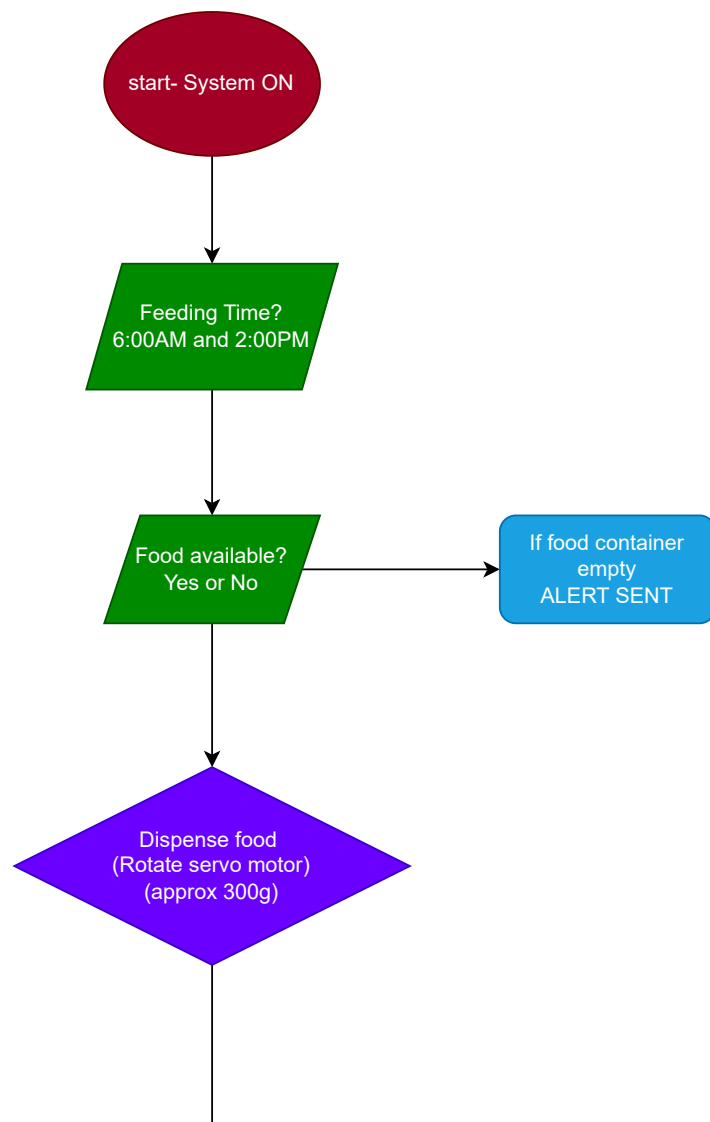 start- System ON
Feeding Time?
6:00AM and 2:00PM
Food available?
Yes or No
If food container
empty
ALERT SENT
Dispense food
(Rotate servo motor)
(approx 300g)